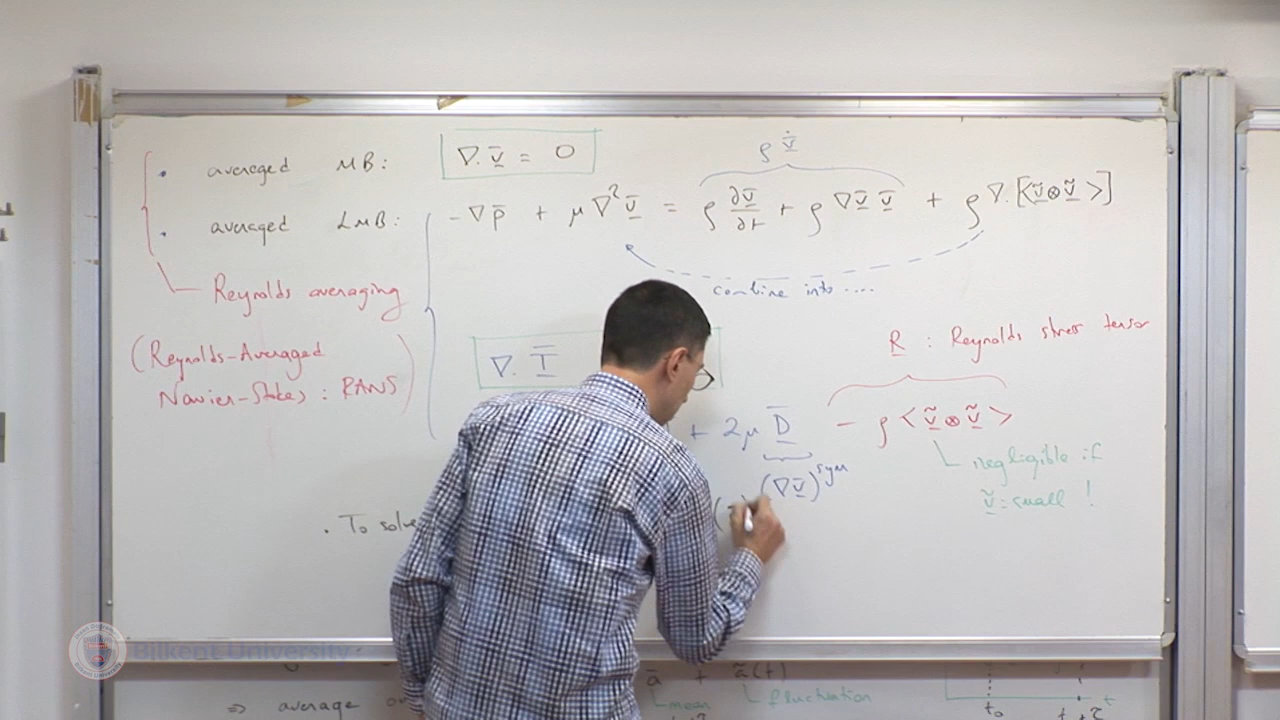 • averaged MB: ∇·v̄ = 0
ρ v̄̇
• averaged LMB: -∇p̄ + μ∇²v̄ = ρ ∂v̄/∂t + ρ ∇v̄ v̄ + ρ∇·[<ṽ⊗ṽ>]
combine into ....
Reynolds averaging
R : Reynolds stress tensor
(Reynolds-Averaged
Navier-Stokes : RANS)
∇· T̄
+ 2μ D̄ - ρ<ṽ⊗ṽ>
(∇v̄)sym
negligible if
ṽ: small !
• To solve
Bilkent University
ā + ã(t)
⇒ average
mean
fluctuation
t₀
t